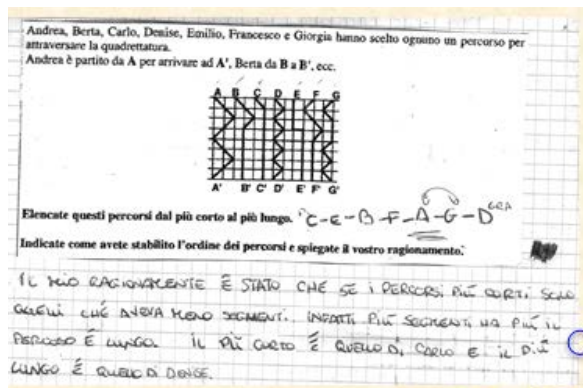 Andrea, Berta, Carlo, Denise, Emilio, Francesco e Giorgia hanno scelto ognuno un percorso per
attraversare la quadrettatura.
Andrea è partito da A per arrivare ad A', Berta da B a B', ecc.
A B C D E F G
A' B' C' D' E' F' G'
Elencate questi percorsi dal più corto al più lungo. C-E-B-F-A-G-D
Indicate come avete stabilito l'ordine dei percorsi e spiegate il vostro ragionamento.
IL MIO RAGIONAMENTE È STATO CHE SE I PERCORSI PIÙ CORTI SONO
QUELLI CHE AVEVA MENO SEGMENTI. INFATTI PIÙ SEGMENTI HA PIÙ IL
PERCORSO È LUNGO. IL PIÙ CORTO È QUELLO DI CARLO E IL PIÙ
LUNGO È QUELLO DI DENISE.